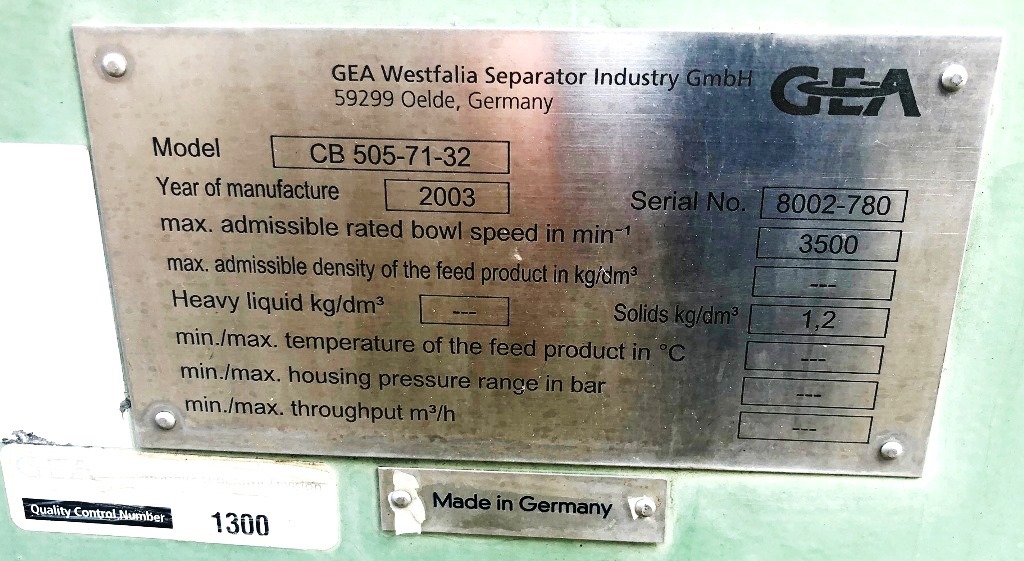 GEA Westfalia Separator Industry GmbH
59299 Oelde, Germany
GEA
Model CB 505-71-32
Year of manufacture 2003 Serial No. 8002-780
max. admissible rated bowl speed in min⁻¹ 3500
max. admissible density of the feed product in kg/dm³ ---
Heavy liquid kg/dm³ --- Solids kg/dm³ 1,2
min./max. temperature of the feed product in °C ---
min./max. housing pressure range in bar ---
min./max. throughput m³/h ---
GEA
Quality Control Number 1300
Made in Germany